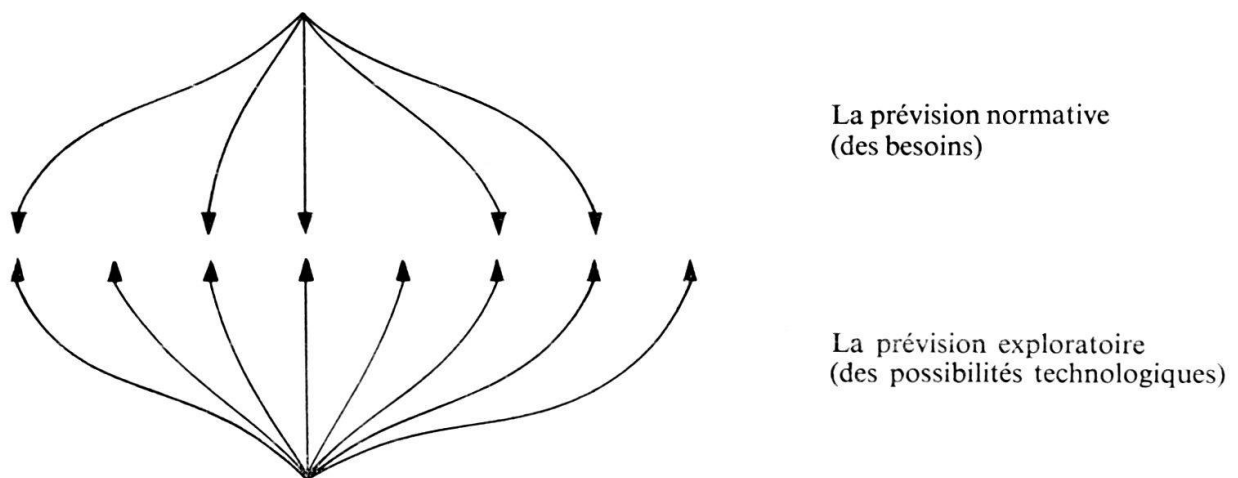 La prévision normative
(des besoins)
La prévision exploratoire
(des possibilités technologiques)